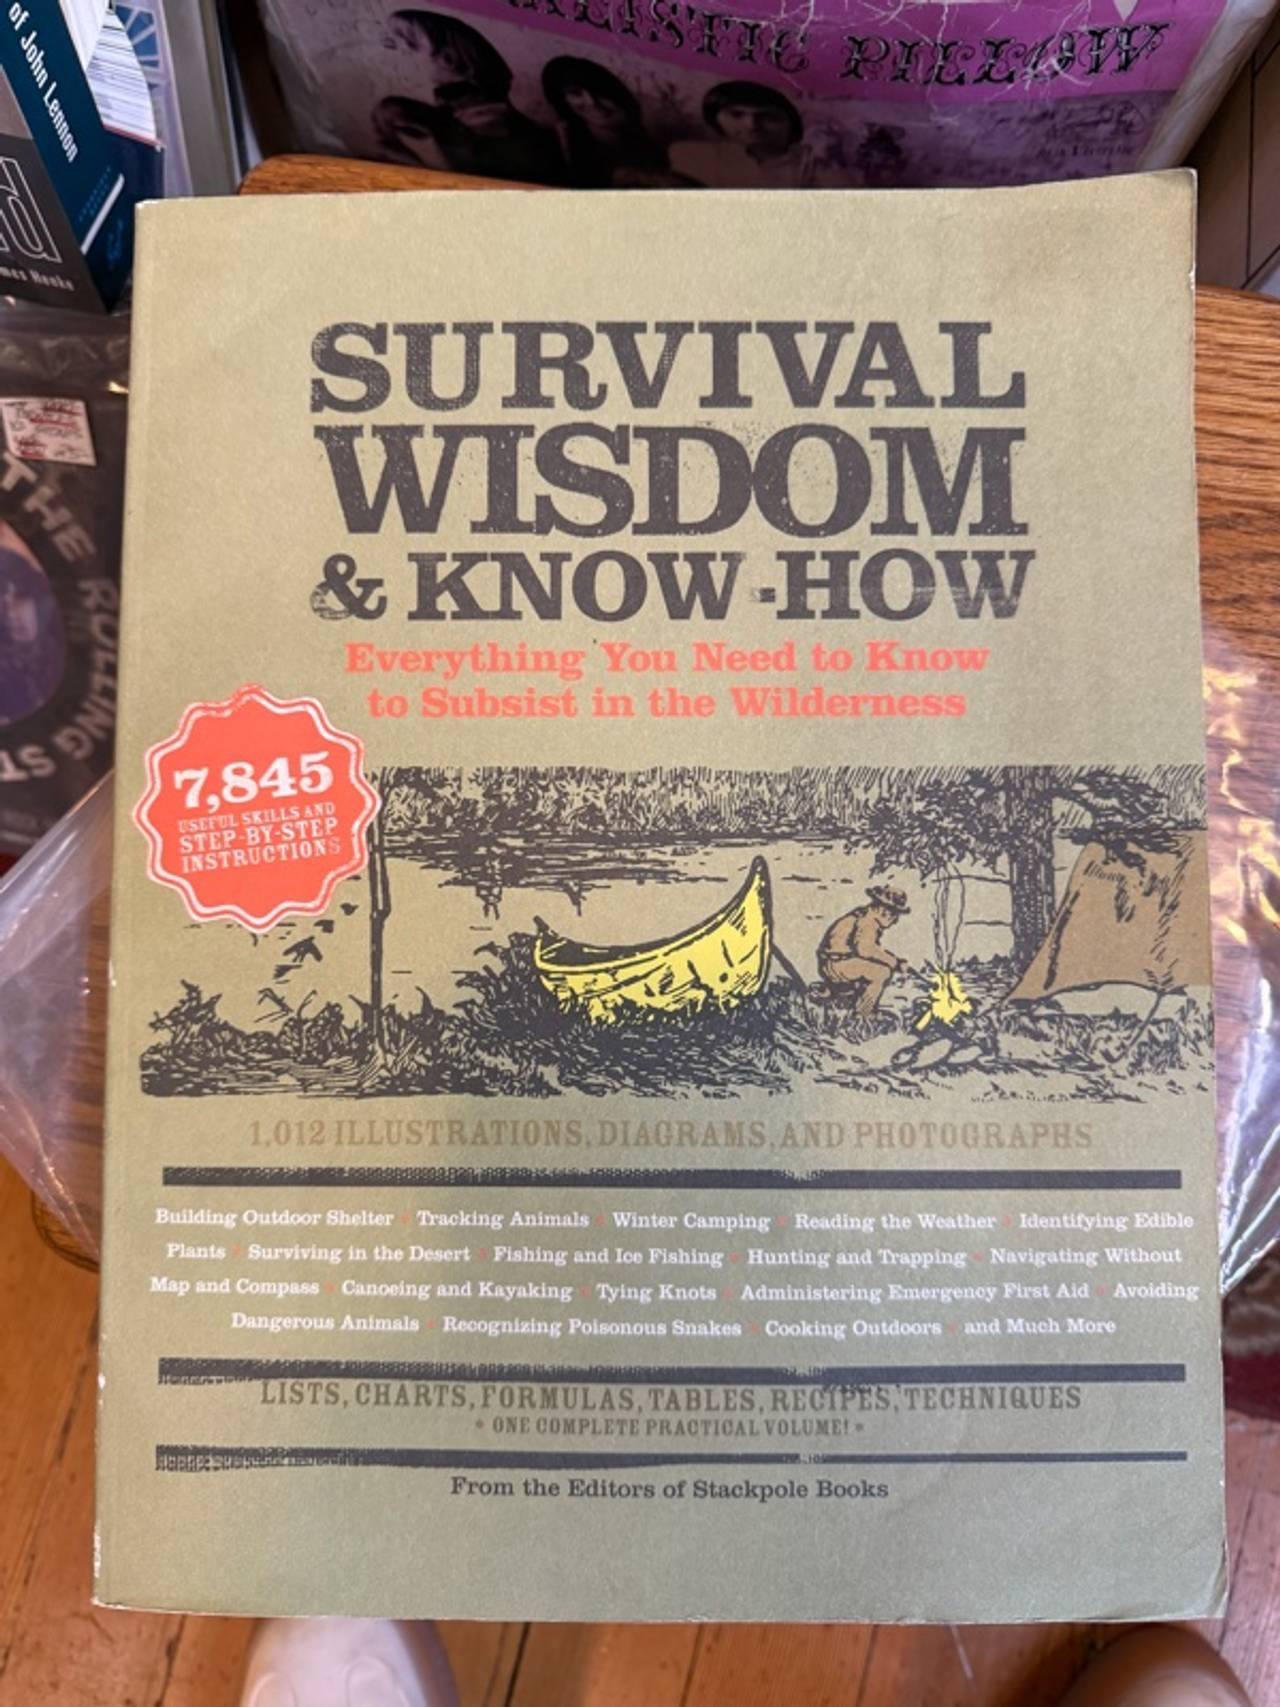 of John Lennon
PILLOW
THE ROLLING ST
SURVIVAL
WISDOM
& KNOW-HOW
Everything You Need to Know
to Subsist in the Wilderness
7,845
USEFUL SKILLS AND
STEP-BY-STEP
INSTRUCTIONS
1,012 ILLUSTRATIONS, DIAGRAMS, AND PHOTOGRAPHS
Building Outdoor Shelter • Tracking Animals • Winter Camping • Reading the Weather • Identifying Edible
Plants • Surviving in the Desert • Fishing and Ice Fishing • Hunting and Trapping • Navigating Without
Map and Compass • Canoeing and Kayaking • Tying Knots • Administering Emergency First Aid • Avoiding
Dangerous Animals • Recognizing Poisonous Snakes • Cooking Outdoors • and Much More
LISTS, CHARTS, FORMULAS, TABLES, RECIPES, TECHNIQUES
* ONE COMPLETE PRACTICAL VOLUME! *
From the Editors of Stackpole Books